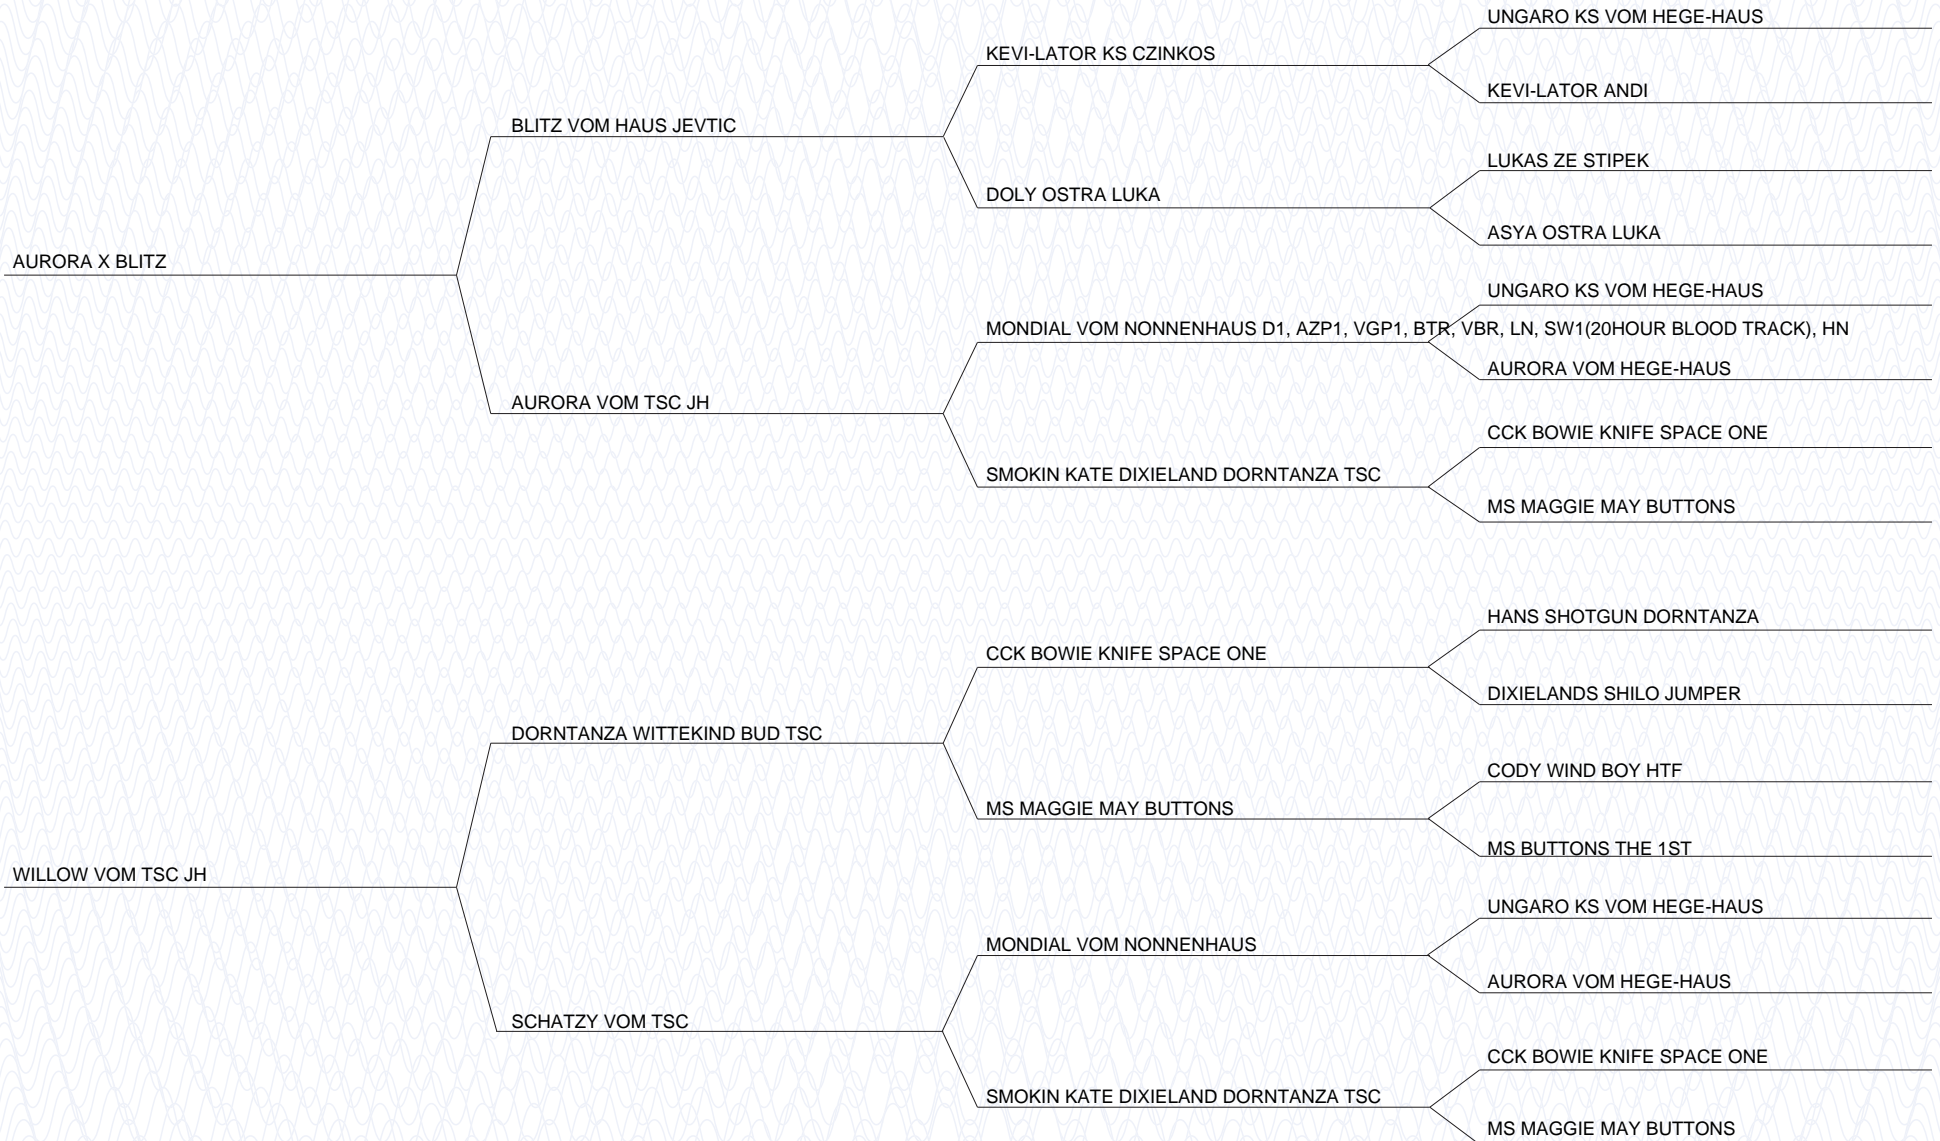 UNGARO KS VOM HEGE-HAUS
KEVI-LATOR KS CZINKOS
KEVI-LATOR ANDI
BLITZ VOM HAUS JEVTIC
LUKAS ZE STIPEK
DOLY OSTRA LUKA
ASYA OSTRA LUKA
AURORA X BLITZ
UNGARO KS VOM HEGE-HAUS
MONDIAL VOM NONNENHAUS D1, AZP1, VGP1, BTR, VBR, LN, SW1(20HOUR BLOOD TRACK), HN
AURORA VOM HEGE-HAUS
AURORA VOM TSC JH
CCK BOWIE KNIFE SPACE ONE
SMOKIN KATE DIXIELAND DORNTANZA TSC
MS MAGGIE MAY BUTTONS
HANS SHOTGUN DORNTANZA
CCK BOWIE KNIFE SPACE ONE
DIXIELANDS SHILO JUMPER
DORNTANZA WITTEKIND BUD TSC
CODY WIND BOY HTF
MS MAGGIE MAY BUTTONS
MS BUTTONS THE 1ST
WILLOW VOM TSC JH
UNGARO KS VOM HEGE-HAUS
MONDIAL VOM NONNENHAUS
AURORA VOM HEGE-HAUS
SCHATZY VOM TSC
CCK BOWIE KNIFE SPACE ONE
SMOKIN KATE DIXIELAND DORNTANZA TSC
MS MAGGIE MAY BUTTONS